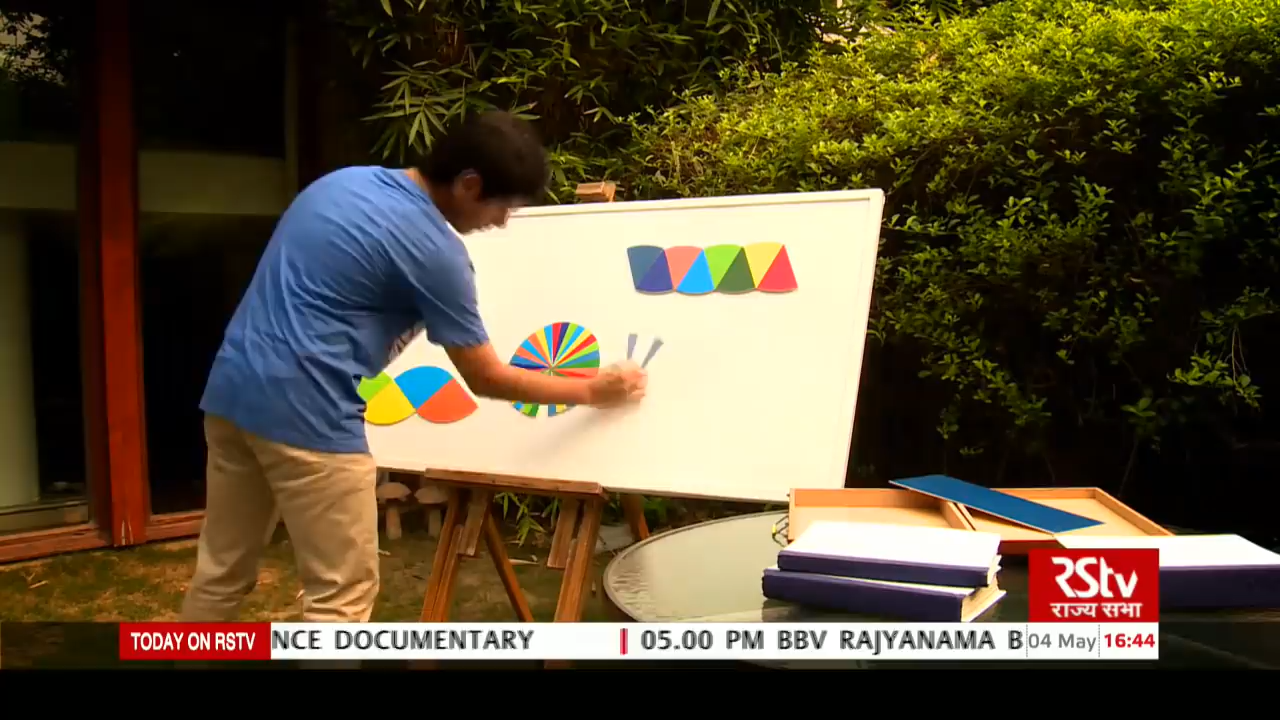 RStv
राज्य सभा
TODAY ON RSTV NCE DOCUMENTARY 05.00 PM BBV RAJYANAMA B 04 May 16:44